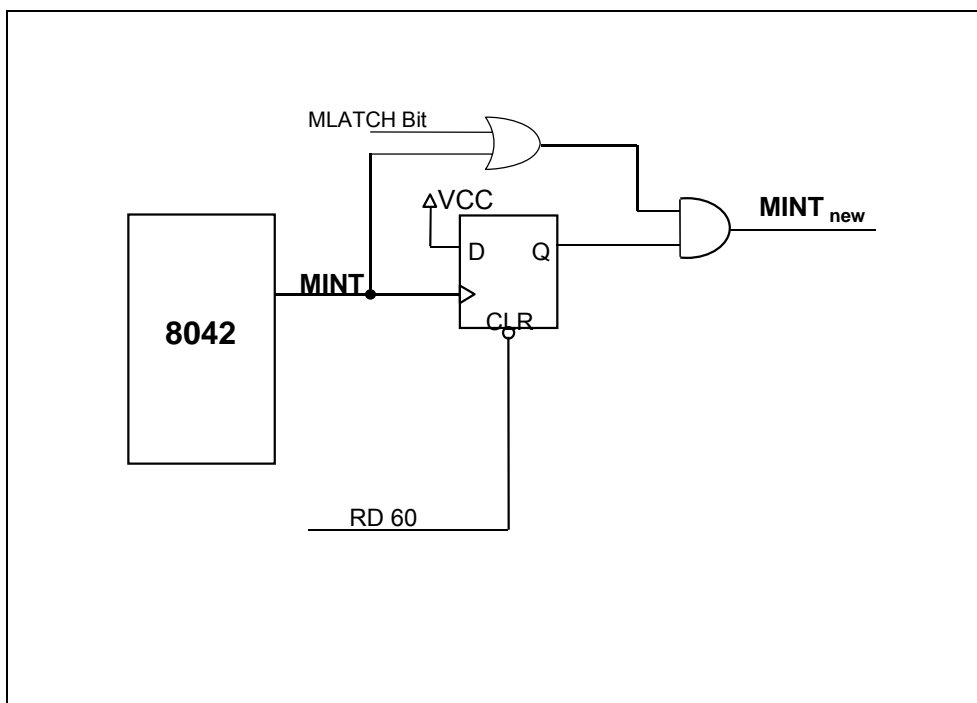 MLATCH Bit
VCC
MINT new
D Q
MINT
CLR
8042
RD 60